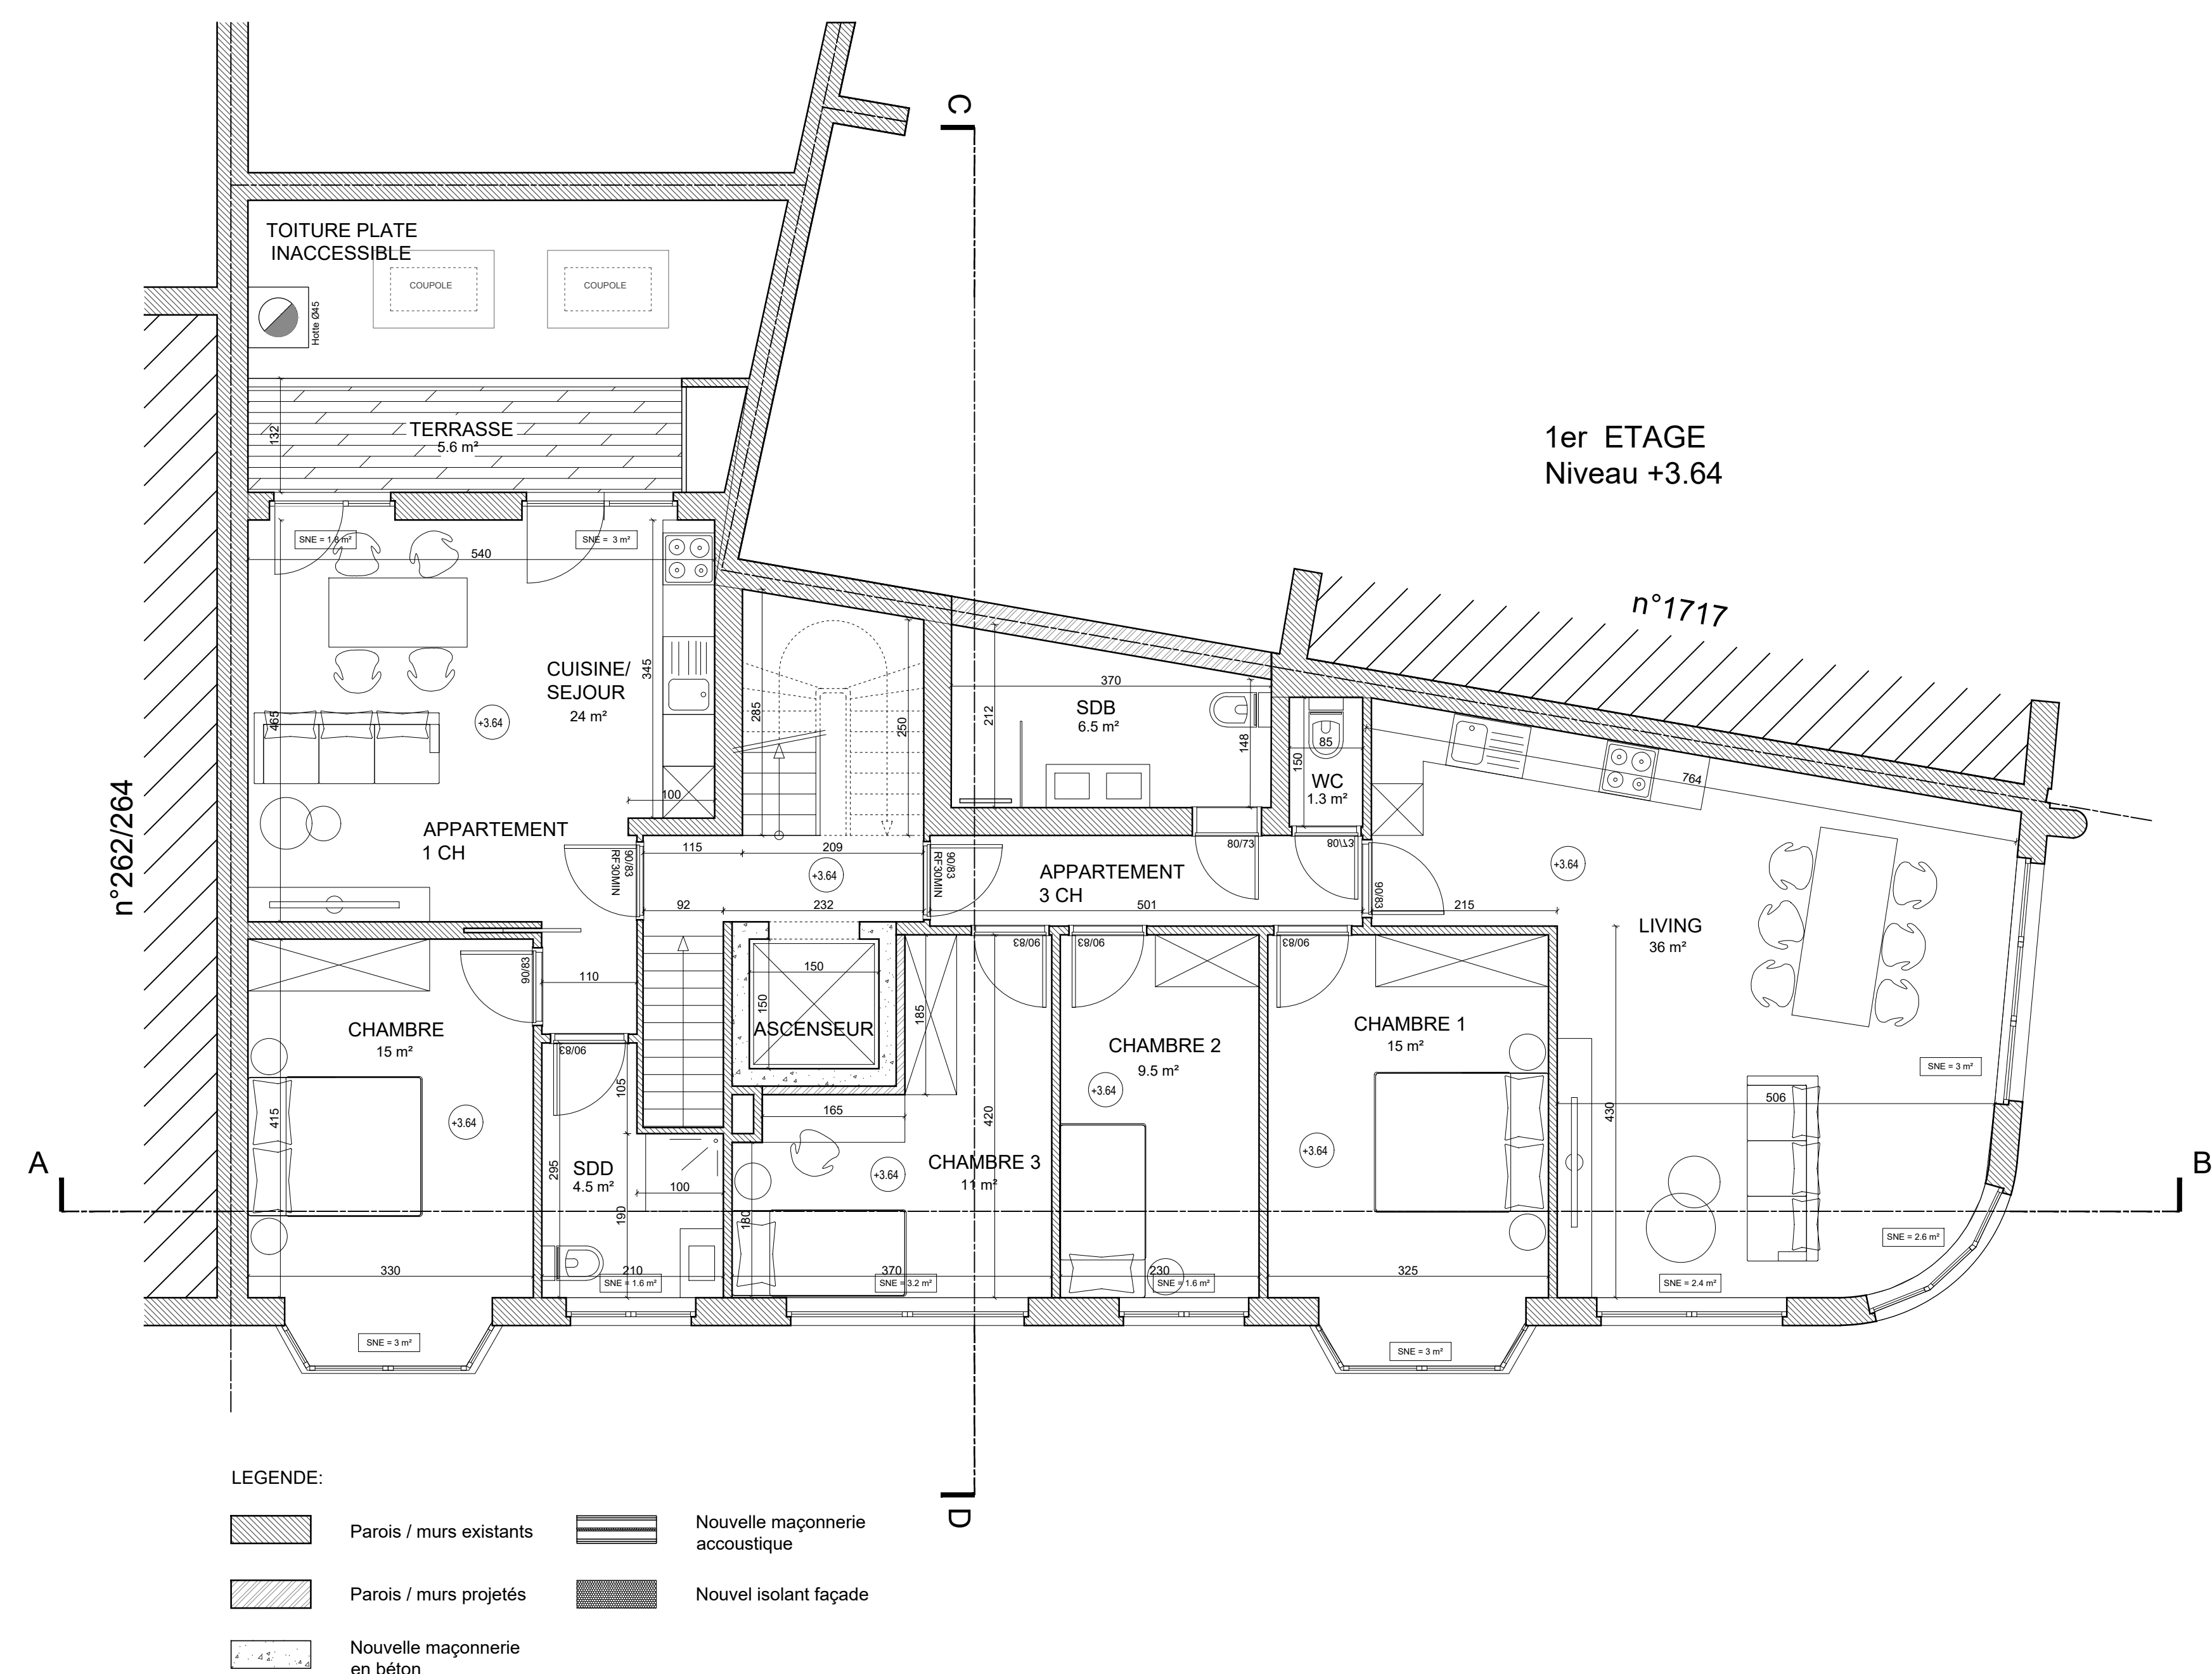 C
TOITURE PLATE
INACCESSIBLE
COUPOLE
COUPOLE
Hotte Ø45
TERRASSE
5.6 m²
132
1er ETAGE
Niveau +3.64
SNE = 1.8 m²
SNE = 3 m²
540
n°1717
CUISINE/
SEJOUR
24 m²
345
465
+3.64
100
285
250
212
370
SDB
6.5 m²
148
85
150
WC
1.3 m²
764
n°262/264
APPARTEMENT
1 CH
90/83
RF30MIN
115
209
+3.64
90/83
RF30MIN
APPARTEMENT
3 CH
80/73
80/73
90/83
+3.64
92
232
501
215
LIVING
36 m²
90/83
90/83
90/83
90/83
110
150
150
ASCENSEUR
185
CHAMBRE
15 m²
CHAMBRE 2
9.5 m²
CHAMBRE 1
15 m²
90/83
105
165
420
+3.64
SNE = 3 m²
506
430
415
+3.64
+3.64
A
B
295
SDD
4.5 m²
100
190
180
+3.64
CHAMBRE 3
11 m²
SNE = 2.6 m²
330
210
370
230
325
SNE = 1.6 m²
SNE = 3.2 m²
SNE = 1.6 m²
SNE = 2.4 m²
SNE = 3 m²
SNE = 3 m²
D
LEGENDE:
Parois / murs existants
Nouvelle maçonnerie
accoustique
Parois / murs projetés
Nouvel isolant façade
Nouvelle maçonnerie
en béton